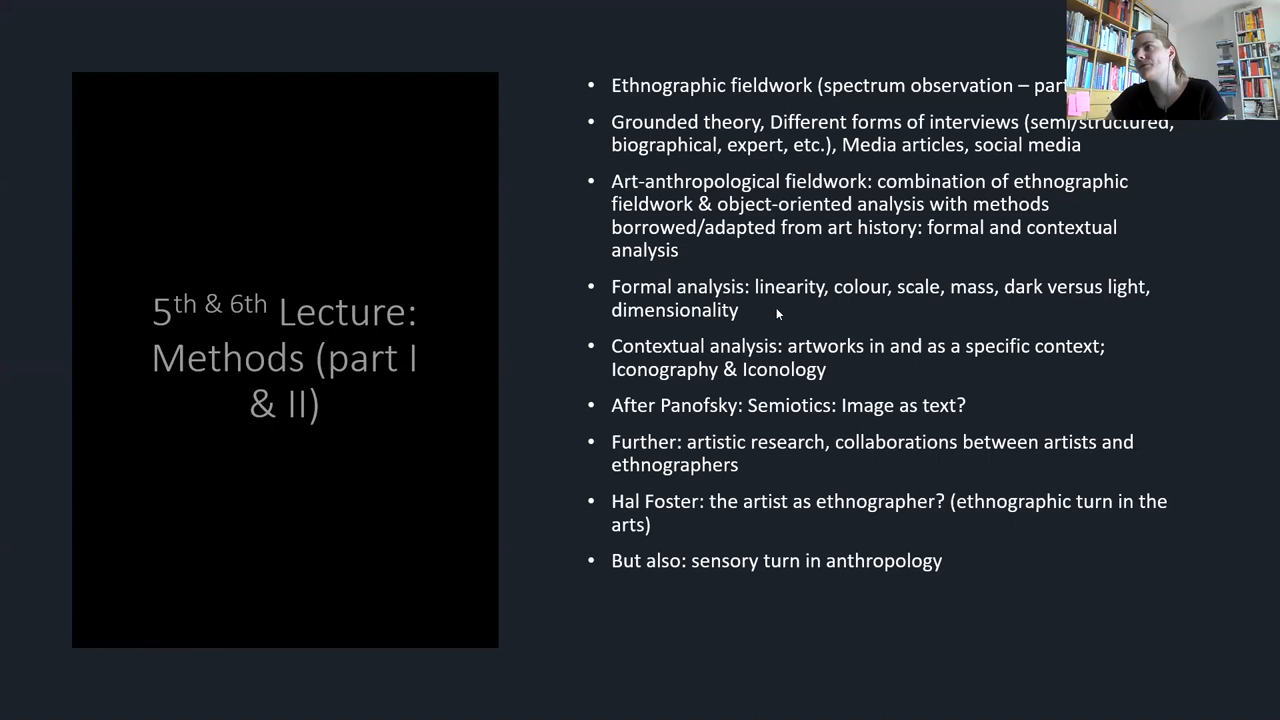 5th & 6th Lecture:
Methods (part I
& II)
• Ethnographic fieldwork (spectrum observation –
• Grounded theory, Different forms of interviews (semi/structured,
biographical, expert, etc.), Media articles, social media
• Art-anthropological fieldwork: combination of ethnographic
fieldwork & object-oriented analysis with methods
borrowed/adapted from art history: formal and contextual
analysis
• Formal analysis: linearity, colour, scale, mass, dark versus light,
dimensionality
• Contextual analysis: artworks in and as a specific context;
Iconography & Iconology
• After Panofsky: Semiotics: Image as text?
• Further: artistic research, collaborations between artists and
ethnographers
• Hal Foster: the artist as ethnographer? (ethnographic turn in the
arts)
• But also: sensory turn in anthropology